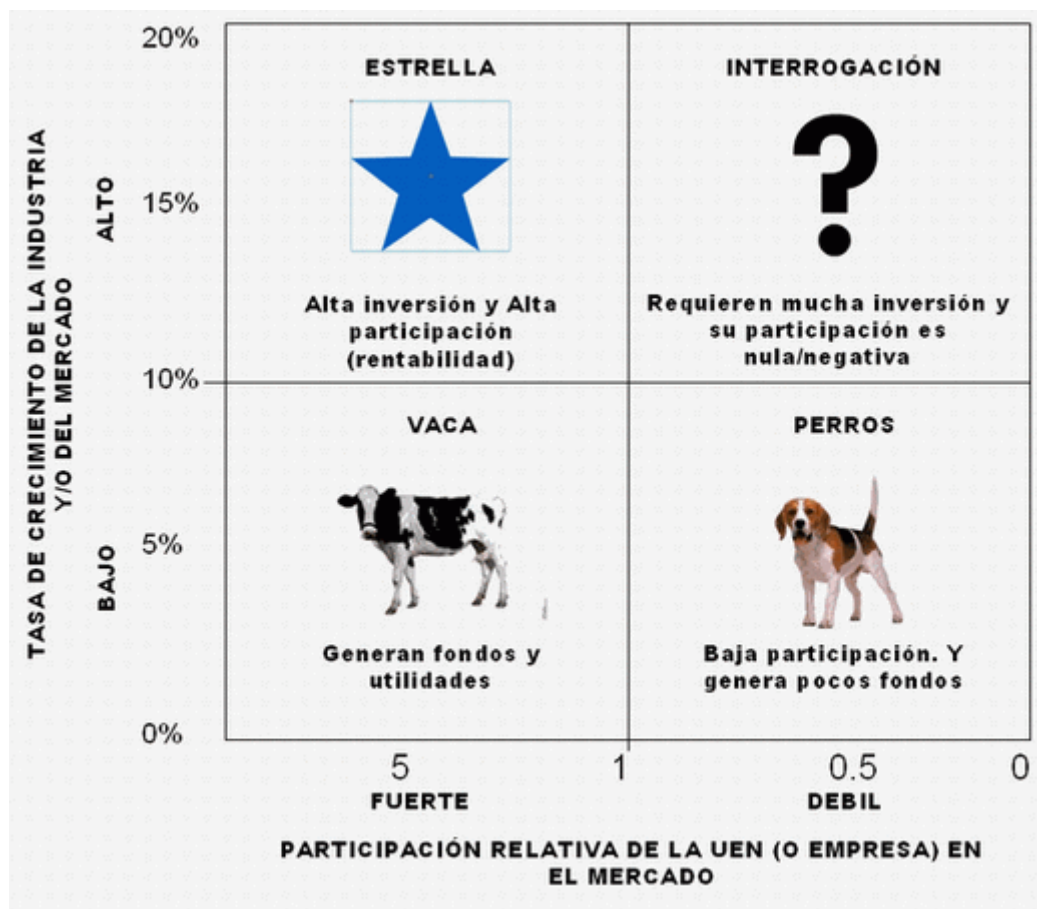 20%
ESTRELLA
INTERROGACIÓN
?
TASA DE CRECIMIENTO DE LA INDUSTRIA
Y/O DEL MERCADO
ALTO
15%
Alta inversión y Alta
participación
(rentabilidad)
Requieren mucha inversión y
su participación es
nula/negativa
10%
VACA
PERROS
BAJO
5%
Generan fondos y
utilidades
Baja participación. Y
genera pocos fondos
0%
5
1
0.5
0
FUERTE
DEBIL
PARTICIPACIÓN RELATIVA DE LA UEN (O EMPRESA) EN
EL MERCADO